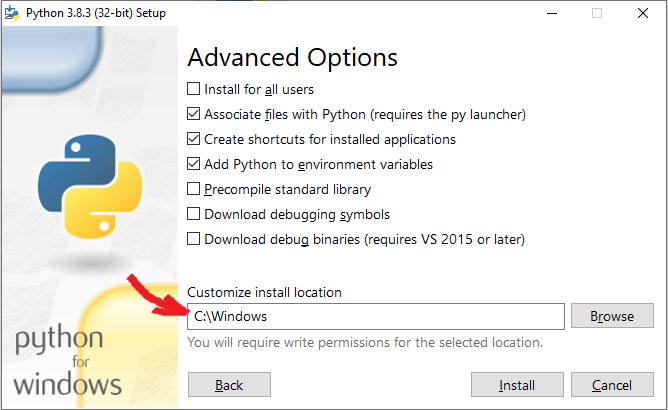 Python 3.8.3 (32-bit) Setup
Advanced Options
Install for all users
Associate files with Python (requires the py launcher)
Create shortcuts for installed applications
Add Python to environment variables
Precompile standard library
Download debugging symbols
Download debug binaries (requires VS 2015 or later)
Customize install location
C:\Windows
Browse
You will require write permissions for the selected location.
python
for
windows
Back
Install
Cancel